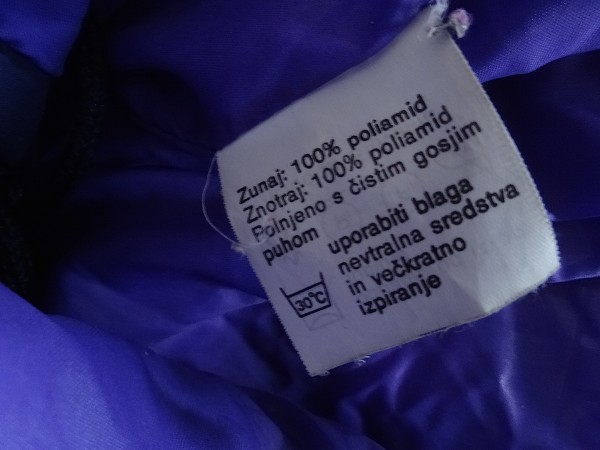 Zunaj: 100% poliamid
Znotraj: 100% poliamid
Polnjeno s čistim gosjim
puhom
uporabiti blaga
nevtralna sredstva
in večkratno
izpiranje
30°C